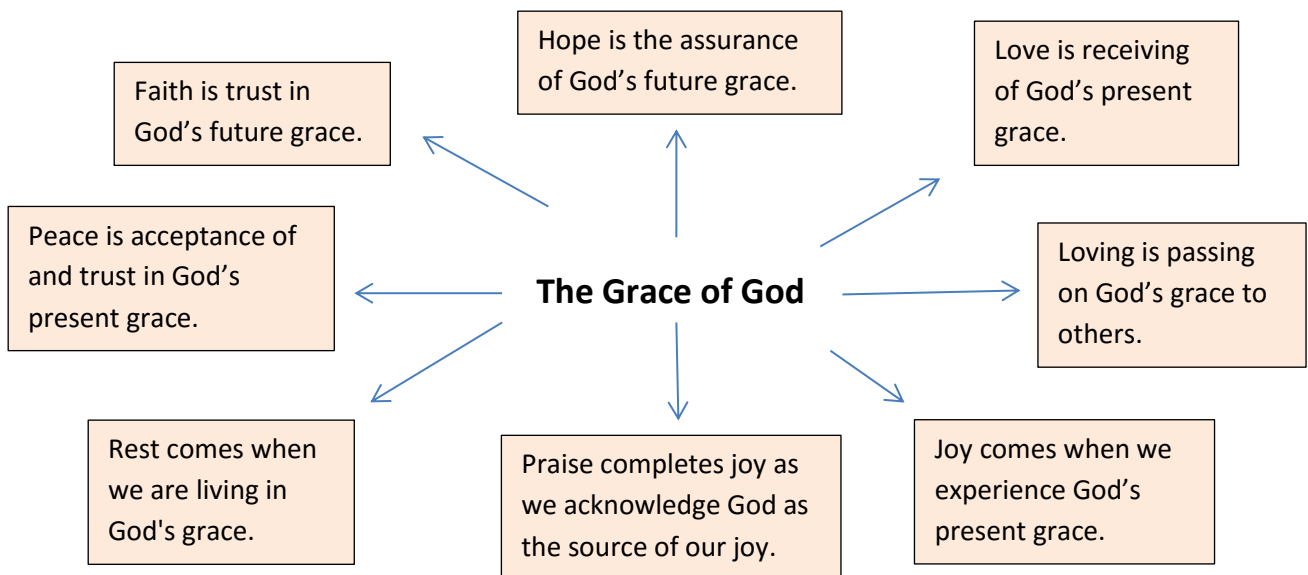 Hope is the assurance
of God’s future grace.
Love is receiving
of God’s present
grace.
Faith is trust in
God’s future grace.
Peace is acceptance of
and trust in God’s
present grace.
The Grace of God
Loving is passing
on God’s grace to
others.
Rest comes when
we are living in
God's grace.
Praise completes joy as
we acknowledge God as
the source of our joy.
Joy comes when we
experience God’s
present grace.